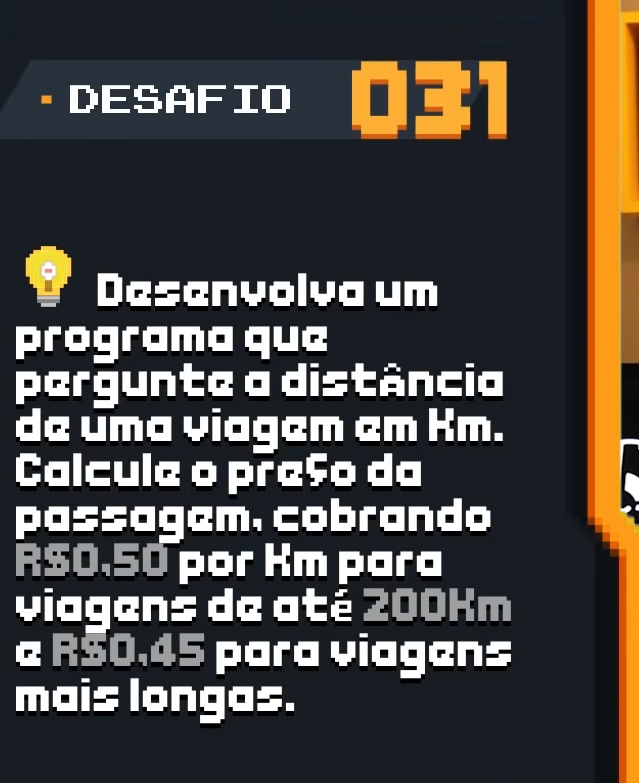 DESAFIO 031
Desenvolva um
programa que
pergunte a distância
de uma viagem em Km.
Calcule o preço da
passagem, cobrando
R$0,50 por Km para
viagens de até 200Km
e R$0,45 para viagens
mais longas.